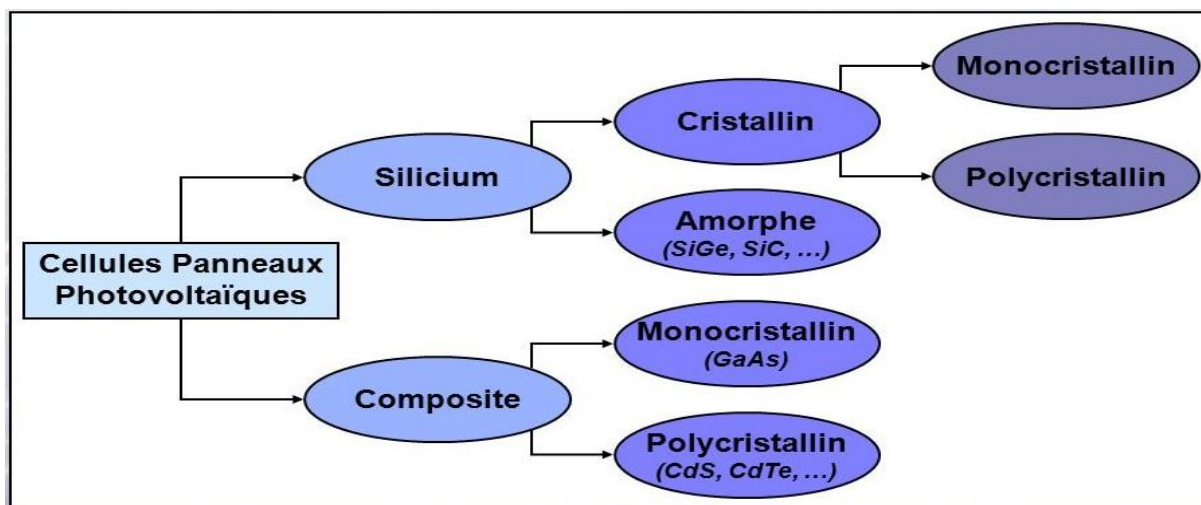 Cellules Panneaux
Photovoltaïques
Silicium
Cristallin
Monocristallin
Polycristallin
Amorphe
(SiGe, SiC, ...)
Composite
Monocristallin
(GaAs)
Polycristallin
(CdS, CdTe, ...)